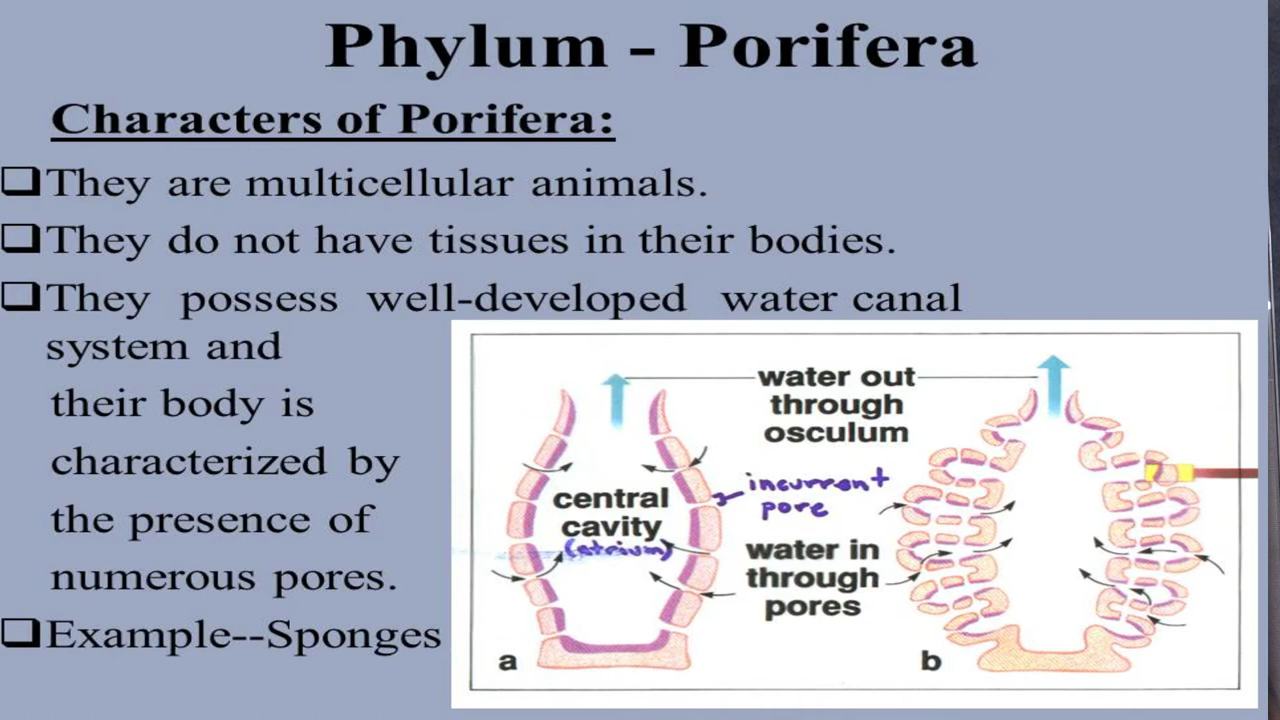 Phylum - Porifera
Characters of Porifera:
They are multicellular animals.
They do not have tissues in their bodies.
They possess well-developed water canal
system and
their body is
characterized by
the presence of
numerous pores.
Example--Sponges
water out
through
osculum
incurrent
pore
central
cavity
(atrium)
water in
through
pores
a
b